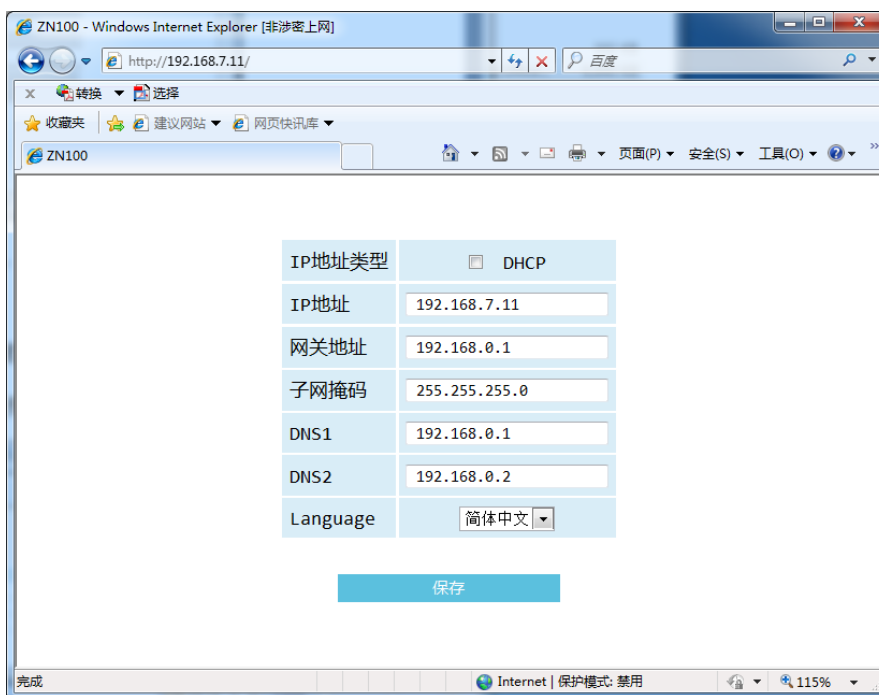 ZN100 - Windows Internet Explorer [非涉密上网]
http://192.168.7.11/
百度
x 转换 选择
收藏夹 建议网站 网页快讯库
ZN100 页面(P) 安全(S) 工具(O) »
IP地址类型 DHCP
IP地址 192.168.7.11
网关地址 192.168.0.1
子网掩码 255.255.255.0
DNS1 192.168.0.1
DNS2 192.168.0.2
Language 简体中文
保存
完成 Internet | 保护模式: 禁用 115%